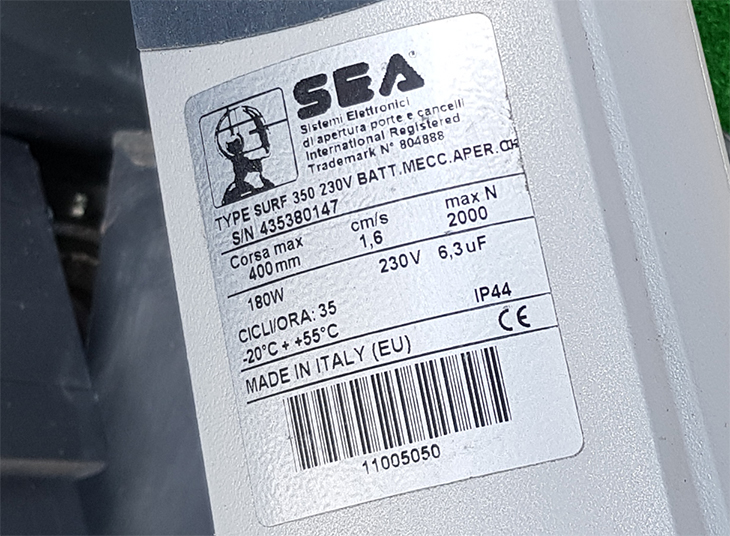 SEA®
Sistemi Elettronici
di apertura porte e cancelli
International Registered
Trademark N° 804888
TYPE SURF 350 230V BATT.MECC.APER.CH
S/N 435380147
Corsa max cm/s max N
400mm 1,6 2000
180W 230V 6,3uF
CICLI/ORA: 35 IP44
-20°C + +55°C CE
MADE IN ITALY (EU)
11005050